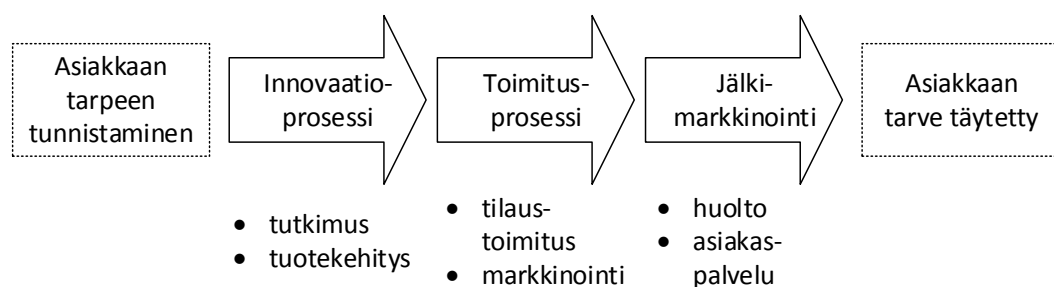 Asiakkaan
tarpeen
tunnistaminen
Innovaatio-
prosessi
Toimitus-
prosessi
Jälki-
markkinointi
Asiakkaan
tarve täytetty
• tutkimus
• tuotekehitys
• tilaus-
toimitus
• markkinointi
• huolto
• asiakas-
palvelu